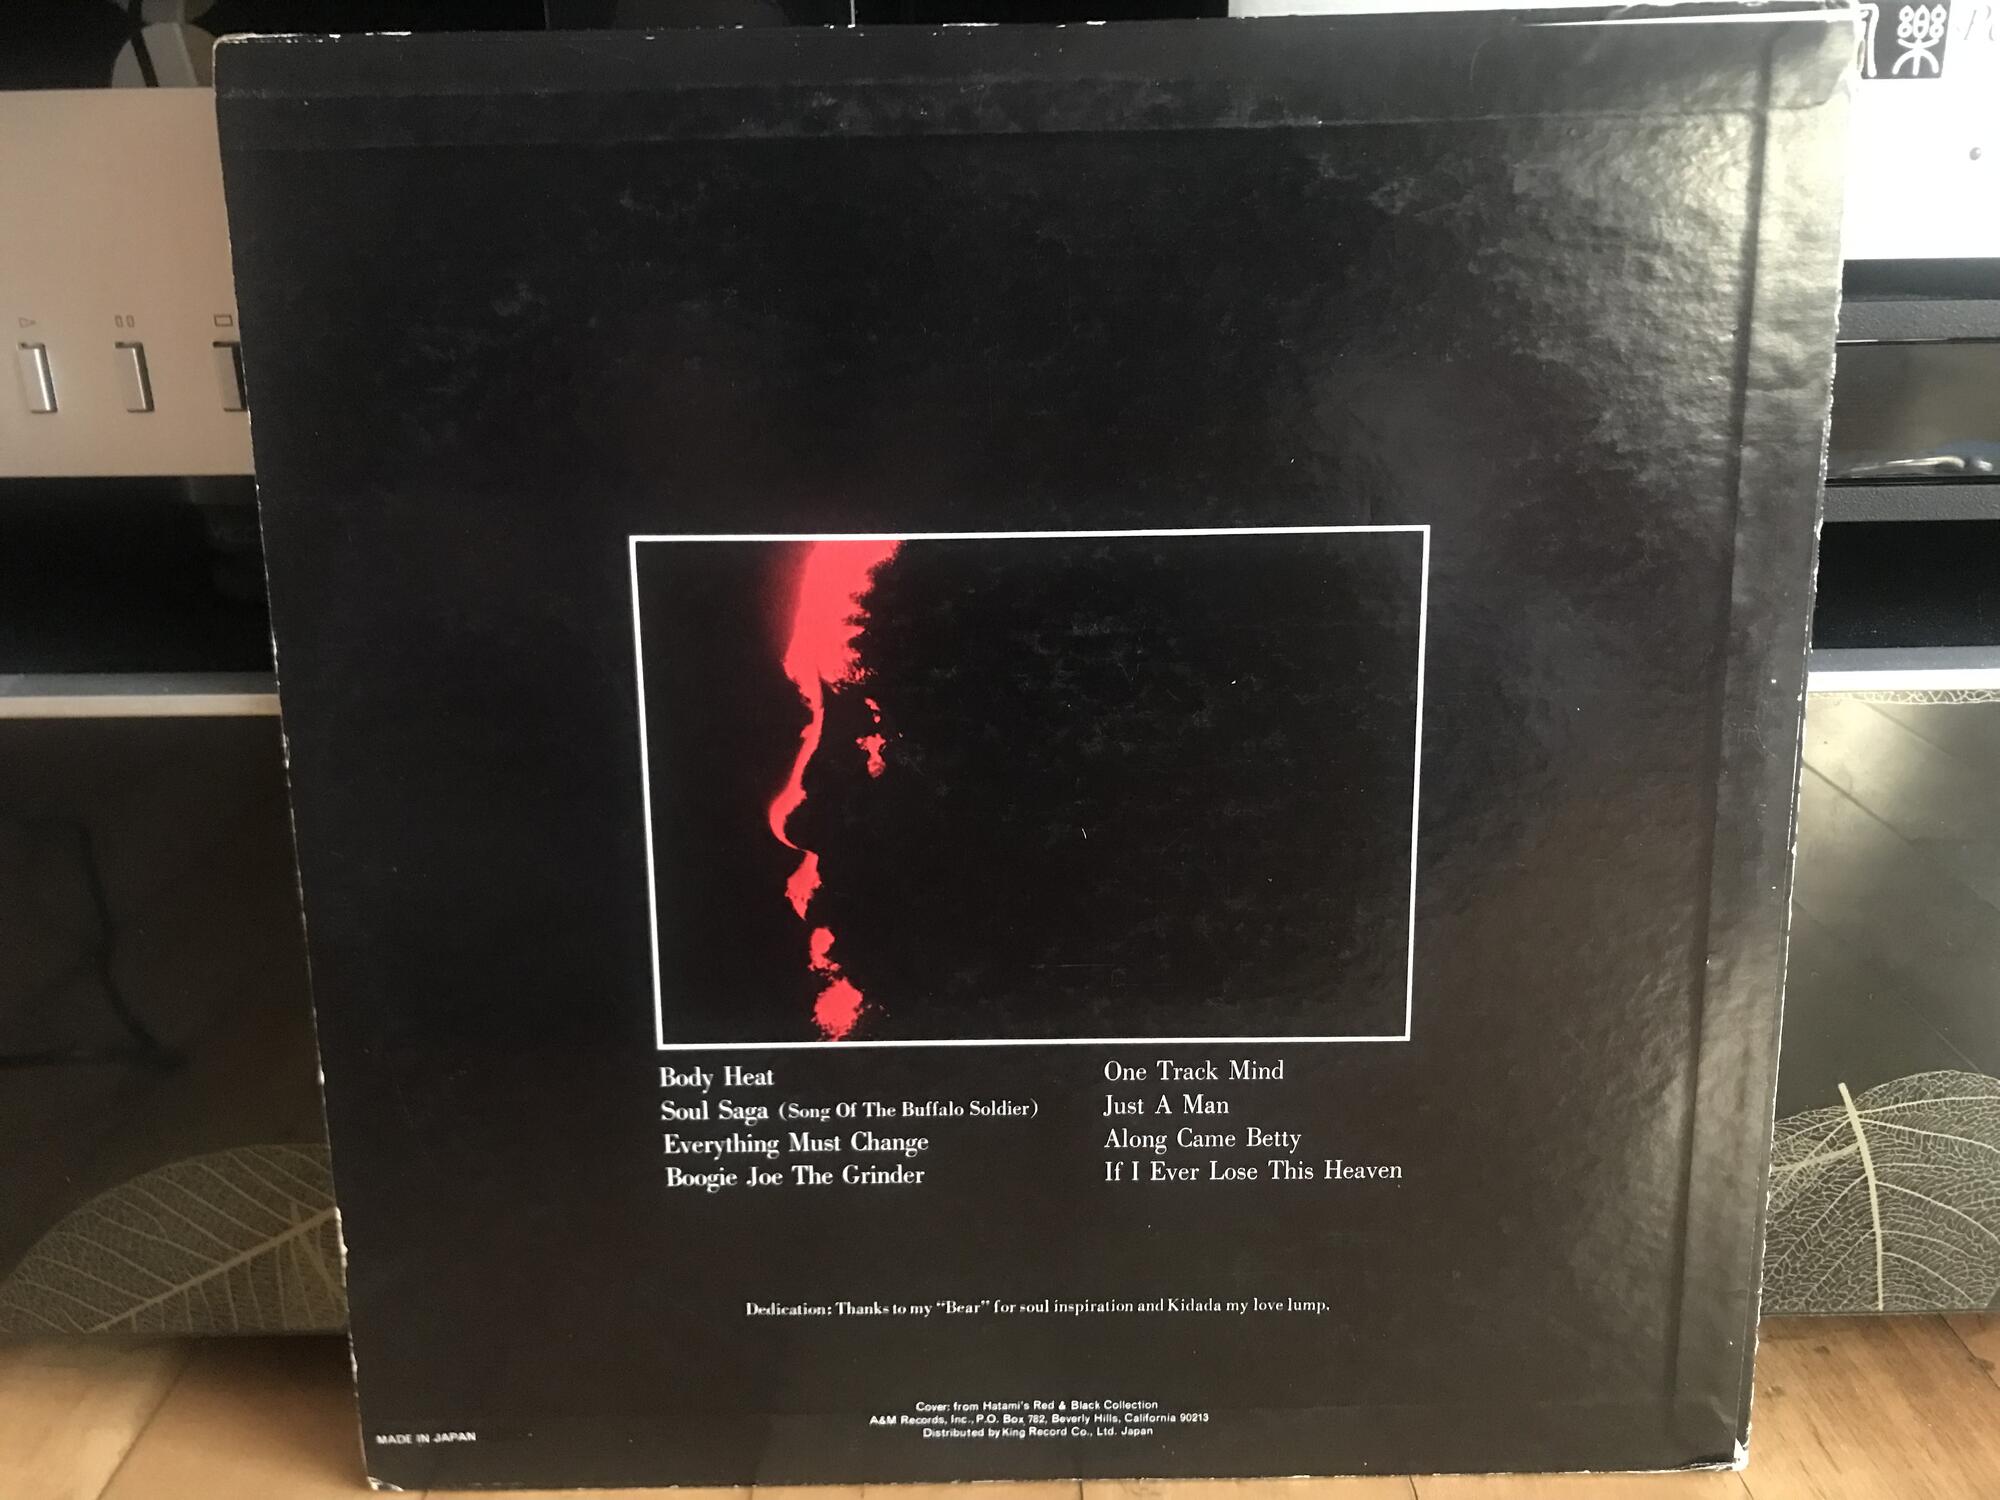 樂
Body Heat
Soul Saga (Song Of The Buffalo Soldier)
Everything Must Change
Boogie Joe The Grinder
One Track Mind
Just A Man
Along Came Betty
If I Ever Lose This Heaven
Dedication: Thanks to my “Bear” for soul inspiration and Kidada my love lump.
Cover: from Hatami's Red & Black Collection
A&M Records, Inc., P.O. Box 782, Beverly Hills, California 90213
Distributed by King Record Co., Ltd. Japan
MADE IN JAPAN